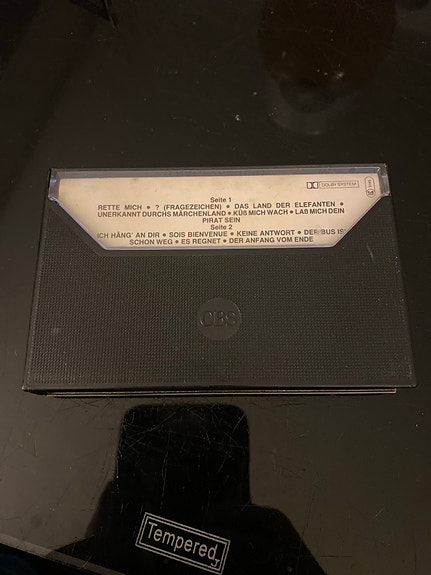 Seite 1
DOLBY SYSTEM
RETTE MICH • ? (FRAGEZEICHEN) • DAS LAND DER ELEFANTEN •
UNERKANNT DURCHS MÄRCHENLAND • KÜß MICH WACH • LAß MICH DEIN
PIRAT SEIN
Seite 2
ICH HÄNG' AN DIR • SOIS BIENVENUE • KEINE ANTWORT • DER BUS IS'
SCHON WEG • ES REGNET • DER ANFANG VOM ENDE
CBS
Tempered